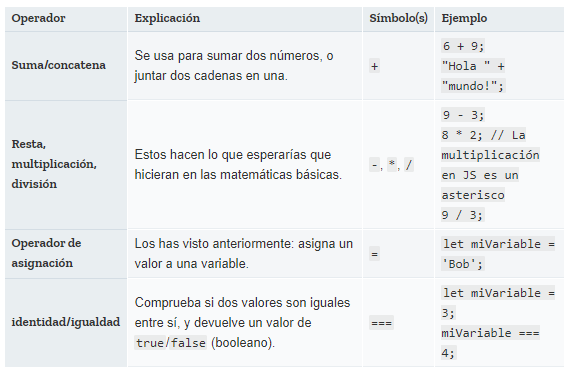 Operador Explicación Símbolo(s) Ejemplo
Suma/concatena
Se usa para sumar dos números, o
juntar dos cadenas en una.
+
6 + 9;
"Hola " +
"mundo!";
Resta,
multiplicación,
división
Estos hacen lo que esperarías que
hicieran en las matemáticas básicas.
-, *, /
9 - 3;
8 * 2; // La
multiplicación
en JS es un
asterisco
9 / 3;
Operador de
asignación
Los has visto anteriormente: asigna un
valor a una variable.
=
let miVariable =
'Bob';
identidad/igualdad
Comprueba si dos valores son iguales
entre sí, y devuelve un valor de
true/false (booleano).
===
let miVariable =
3;
miVariable ===
4;